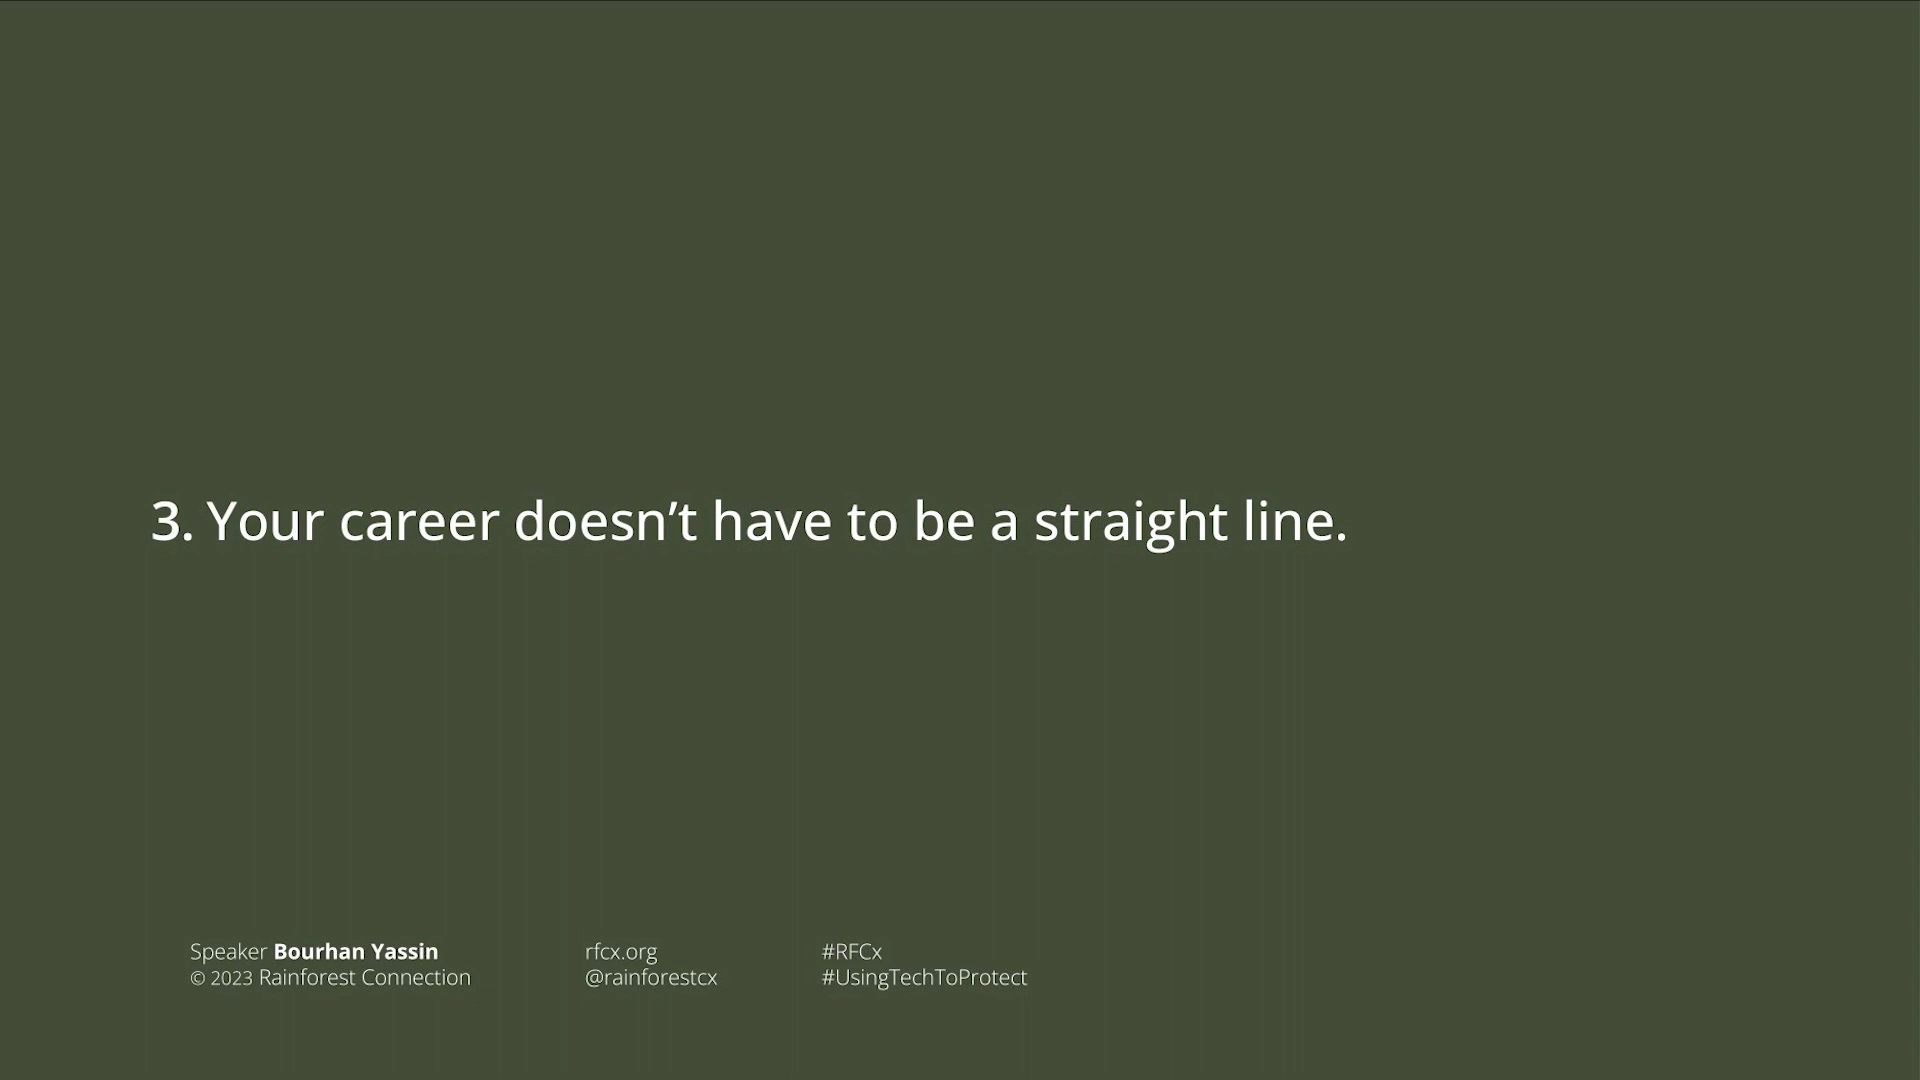 3. Your career doesn’t have to be a straight line.
Speaker Bourhan Yassin
© 2023 Rainforest Connection
rfcx.org
@rainforestcx
#RFCx
#UsingTechToProtect